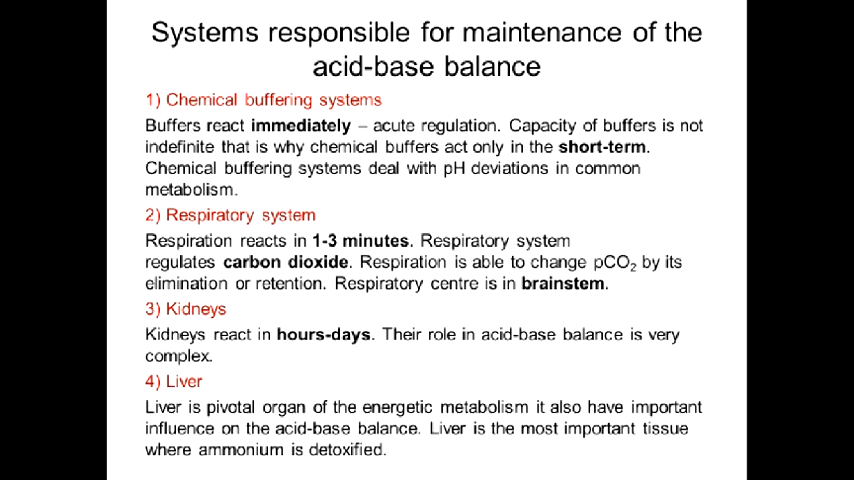 Systems responsible for maintenance of the
acid-base balance
1) Chemical buffering systems
Buffers react immediately – acute regulation. Capacity of buffers is not
indefinite that is why chemical buffers act only in the short-term.
Chemical buffering systems deal with pH deviations in common
metabolism.
2) Respiratory system
Respiration reacts in 1-3 minutes. Respiratory system
regulates carbon dioxide. Respiration is able to change pCO₂ by its
elimination or retention. Respiratory centre is in brainstem.
3) Kidneys
Kidneys react in hours-days. Their role in acid-base balance is very
complex.
4) Liver
Liver is pivotal organ of the energetic metabolism it also have important
influence on the acid-base balance. Liver is the most important tissue
where ammonium is detoxified.